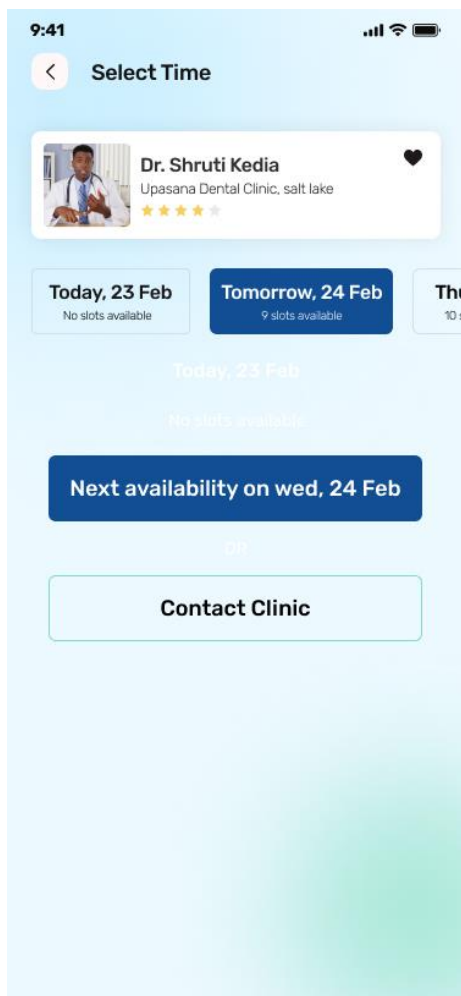 9:41
Select Time
Dr. Shruti Kedia
Upasana Dental Clinic, salt lake
Today, 23 Feb
No slots available
Tomorrow, 24 Feb
9 slots available
10
Today, 23 Feb
No slots available
Next availability on wed, 24 Feb
OR
Contact Clinic